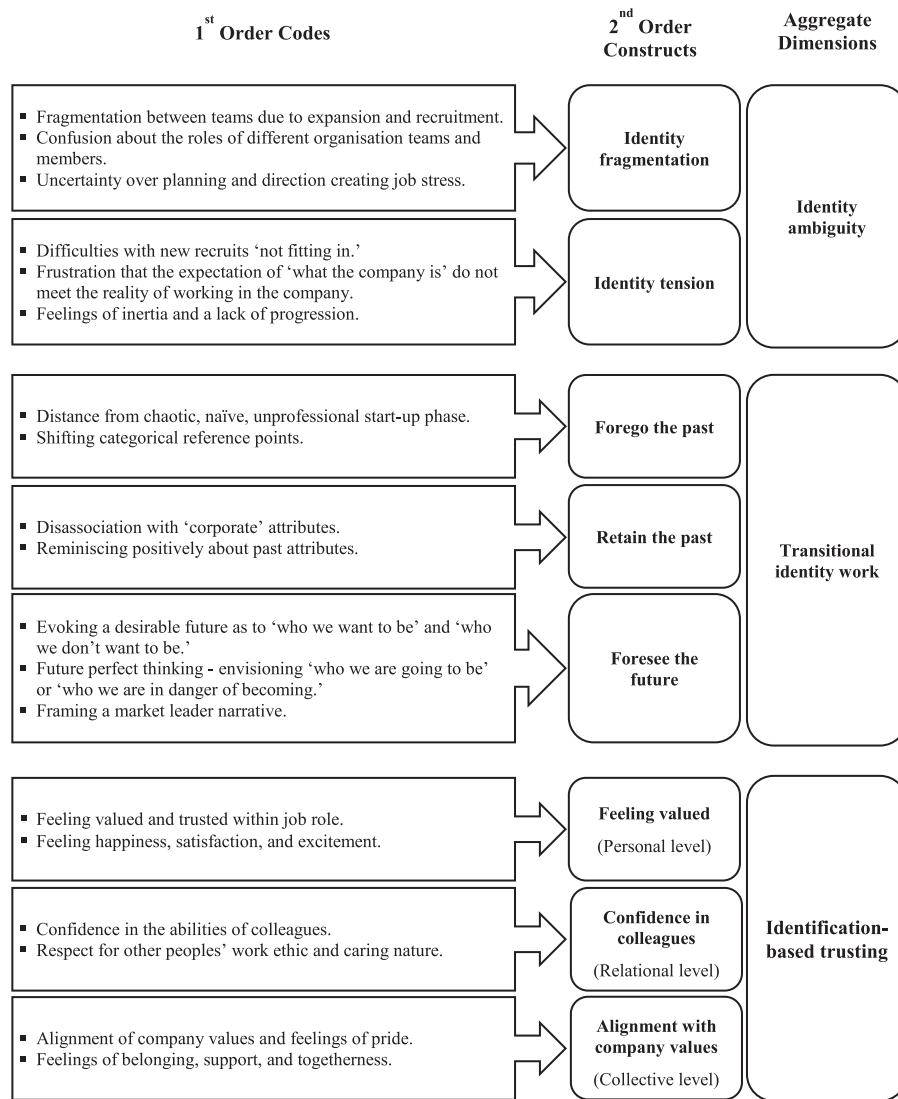 1st Order Codes
2nd Order
Constructs
Aggregate
Dimensions
▪ Fragmentation between teams due to expansion and recruitment.
▪ Confusion about the roles of different organisation teams and
members.
▪ Uncertainty over planning and direction creating job stress.
Identity
fragmentation
▪ Difficulties with new recruits ‘not fitting in.’
▪ Frustration that the expectation of ‘what the company is’ do not
meet the reality of working in the company.
▪ Feelings of inertia and a lack of progression.
Identity tension
Identity
ambiguity
▪ Distance from chaotic, naïve, unprofessional start-up phase.
▪ Shifting categorical reference points.
Forego the past
▪ Disassociation with ‘corporate’ attributes.
▪ Reminiscing positively about past attributes.
Retain the past
▪ Evoking a desirable future as to ‘who we want to be’ and ‘who
we don’t want to be.’
▪ Future perfect thinking - envisioning ‘who we are going to be’
or ‘who we are in danger of becoming.’
▪ Framing a market leader narrative.
Foresee the
future
Transitional
identity work
▪ Feeling valued and trusted within job role.
▪ Feeling happiness, satisfaction, and excitement.
Feeling valued
(Personal level)
▪ Confidence in the abilities of colleagues.
▪ Respect for other peoples’ work ethic and caring nature.
Confidence in
colleagues
(Relational level)
▪ Alignment of company values and feelings of pride.
▪ Feelings of belonging, support, and togetherness.
Alignment with
company values
(Collective level)
Identification-
based trusting